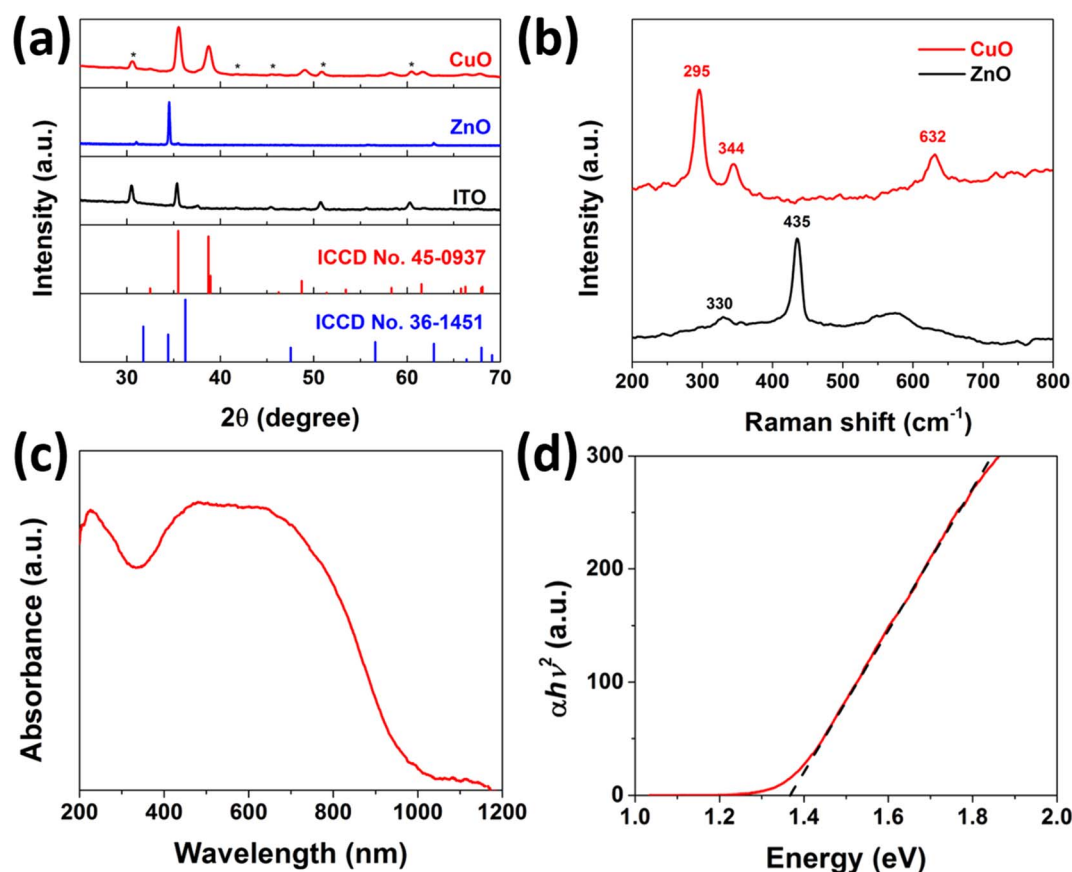 (a)
* * * * *
CuO
ZnO
ITO
ICCD No. 45-0937
ICCD No. 36-1451
Intensity (a.u.)
30 40 50 60 70
2θ (degree)
(b)
CuO
ZnO
295
344
632
435
330
Intensity (a.u.)
200 300 400 500 600 700 800
Raman shift (cm⁻¹)
(c)
Absorbance (a.u.)
200 400 600 800 1000 1200
Wavelength (nm)
(d)
300
200
100
0
αhν² (a.u.)
1.0 1.2 1.4 1.6 1.8 2.0
Energy (eV)